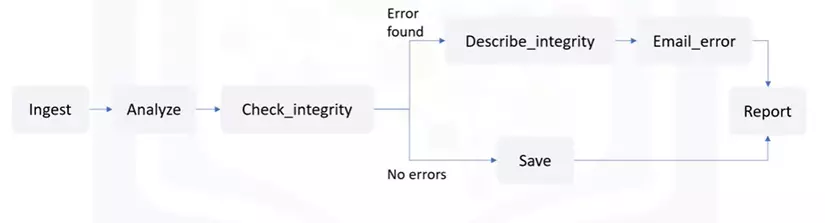 Error
found
Describe_integrity
Email_error
Ingest
Analyze
Check_integrity
Report
Save
No errors